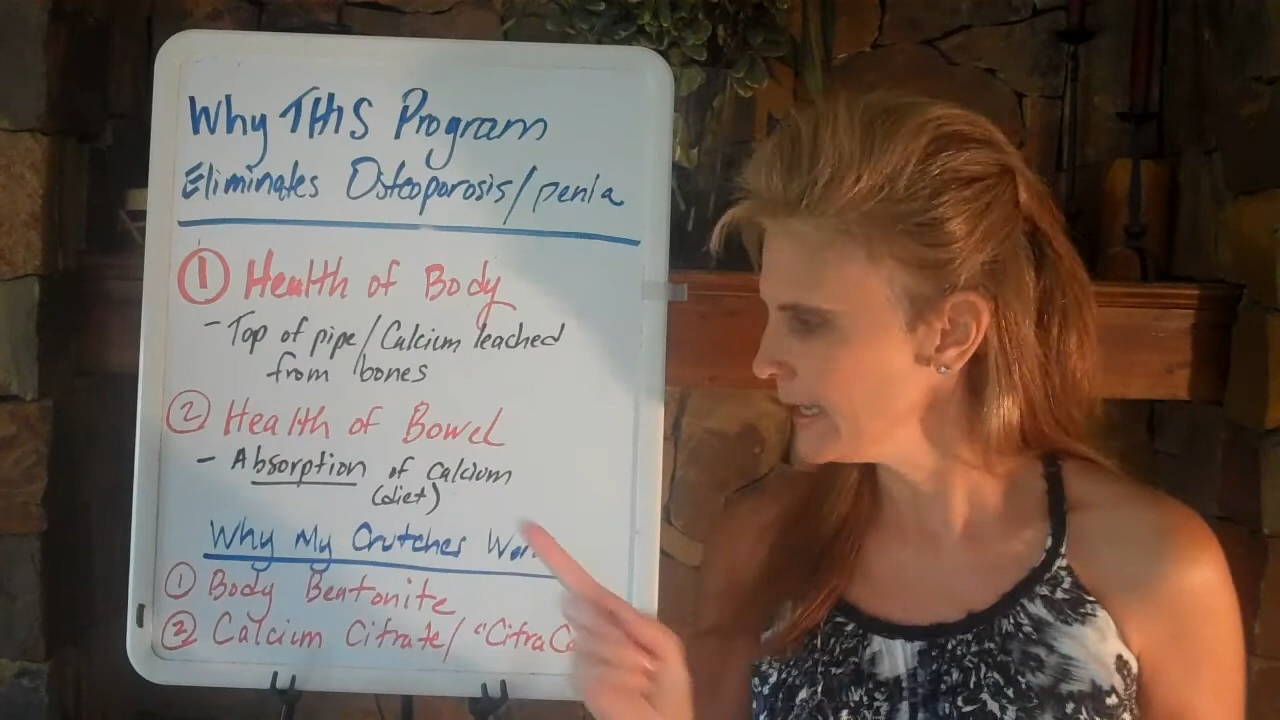 Why THIS Program
Eliminates Osteoporosis/penia
① Health of Body
- Top of pipe/Calcium leached
from bones
② Health of Bowel
- Absorption of calcium
(diet)
Why My Crutches
① Body Bentonite
② Calcium Citrate/"Citra